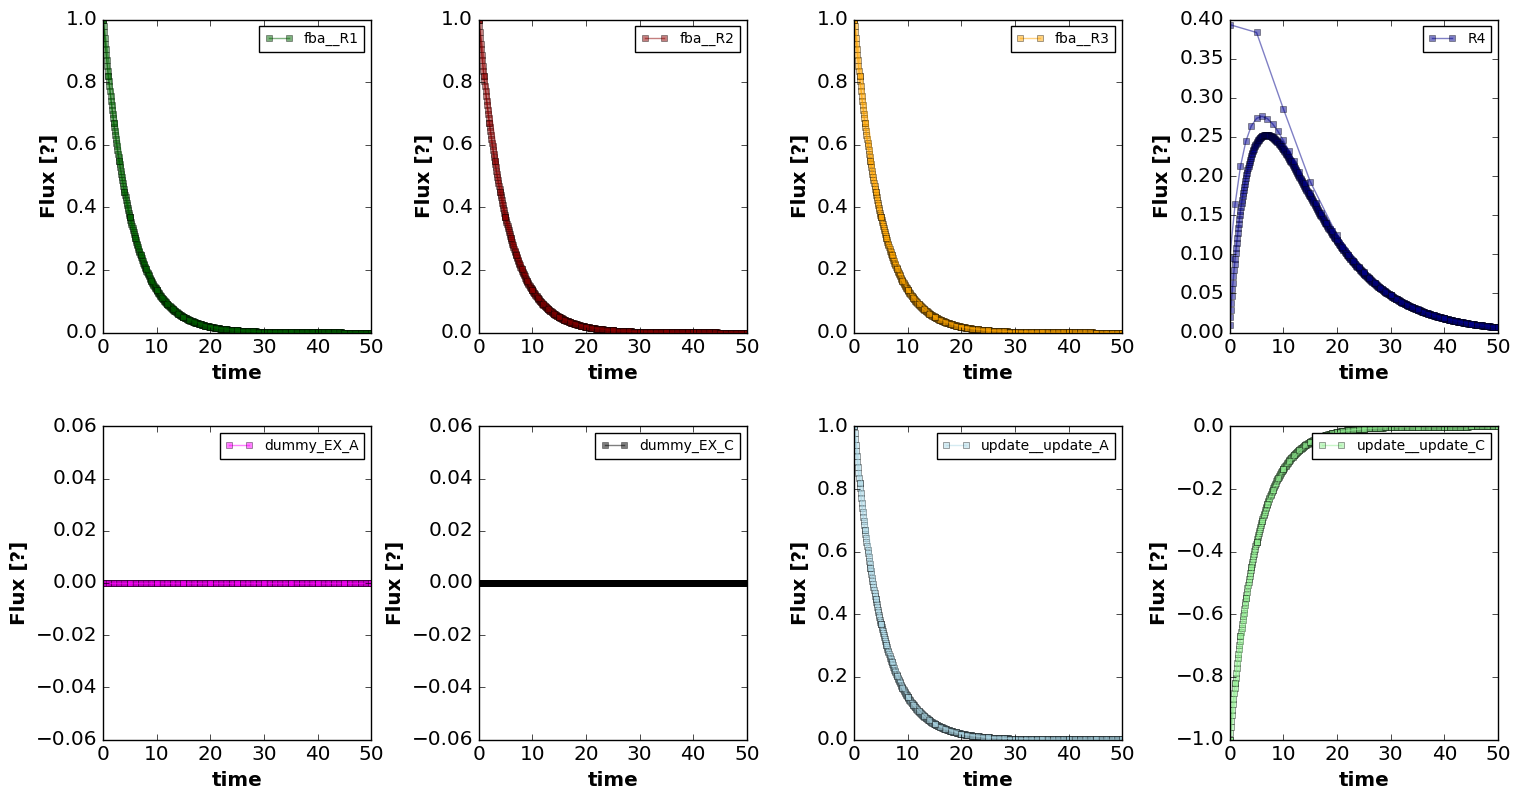 1.0
0.8
0.6
0.4
0.2
0.0
Flux [?]
fba__R1
0 10 20 30 40 50
time
1.0
0.8
0.6
0.4
0.2
0.0
Flux [?]
fba__R2
0 10 20 30 40 50
time
1.0
0.8
0.6
0.4
0.2
0.0
Flux [?]
fba__R3
0 10 20 30 40 50
time
0.40
0.35
0.30
0.25
0.20
0.15
0.10
0.05
0.00
Flux [?]
R4
0 10 20 30 40 50
time
0.06
0.04
0.02
0.00
−0.02
−0.04
−0.06
Flux [?]
dummy_EX_A
0 10 20 30 40 50
time
0.06
0.04
0.02
0.00
−0.02
−0.04
−0.06
Flux [?]
dummy_EX_C
0 10 20 30 40 50
time
1.0
0.8
0.6
0.4
0.2
0.0
Flux [?]
update__update_A
0 10 20 30 40 50
time
0.0
−0.2
−0.4
−0.6
−0.8
−1.0
Flux [?]
update__update_C
0 10 20 30 40 50
time